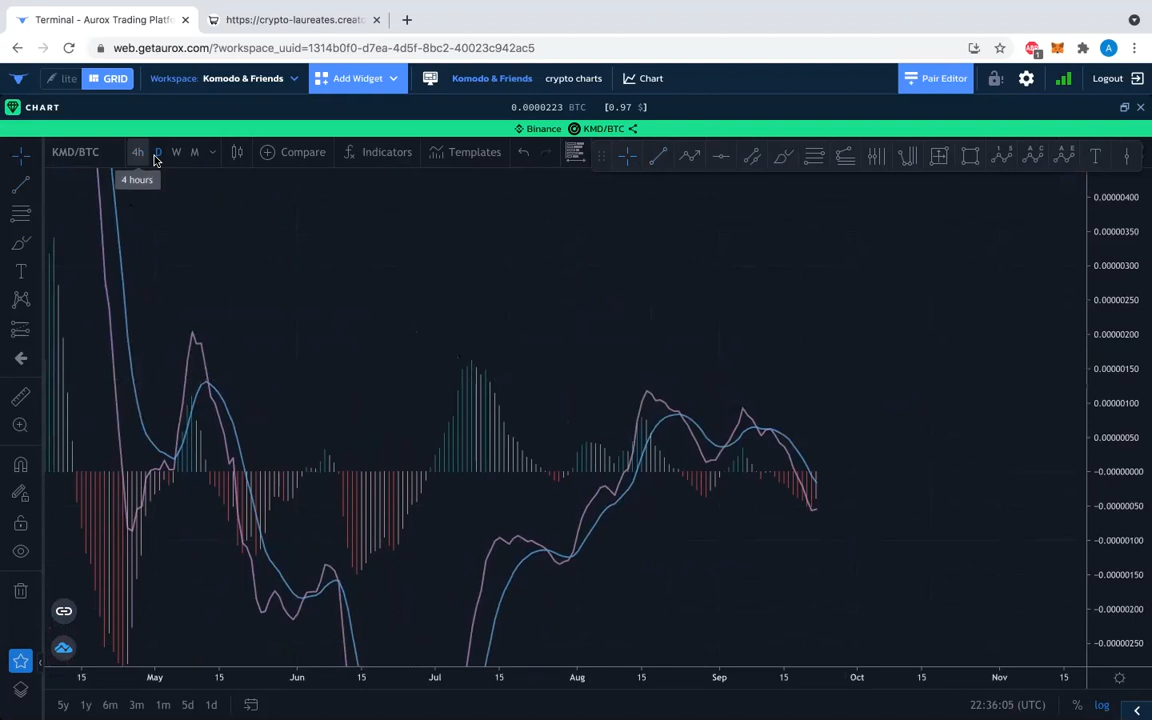 Terminal - Aurox Trading Platf
https://crypto-laureates.creato
web.getaurox.com/?workspace_uuid=1314b0f0-d7ea-4d5f-8bc2-40023c942ac5
1
A
lite
GRID
Workspace: Komodo & Friends
Add Widget
Komodo & Friends
crypto charts
Chart
Pair Editor
Logout
CHART
0.0000223 BTC [0.97 $]
Binance KMD/BTC
KMD/BTC
4h
D
W
M
Compare
Indicators
Templates
4 hours
0.00000400
0.00000350
0.00000300
0.00000250
0.00000200
0.00000150
0.00000100
0.00000050
-0.00000000
-0.00000050
-0.00000100
-0.00000150
-0.00000200
-0.00000250
15 May 15 Jun 15 Jul 15 Aug 15 Sep 15 Oct 15 Nov 15
5y 1y 6m 3m 1m 5d 1d
22:36:05 (UTC)
%
log